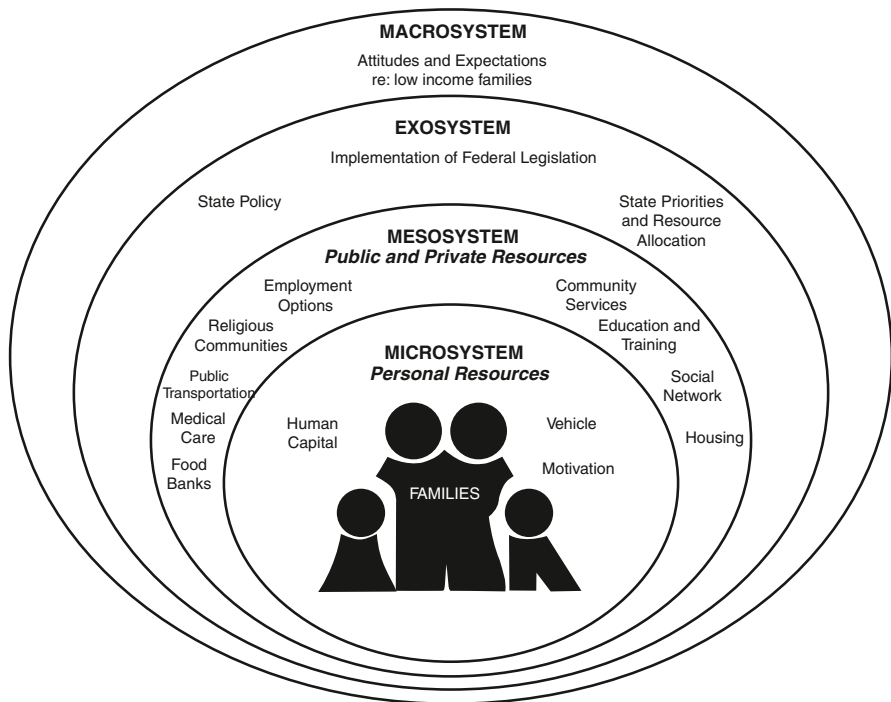 MACROSYSTEM
Attitudes and Expectations
re: low income families
EXOSYSTEM
Implementation of Federal Legislation
State Policy
State Priorities
and Resource
Allocation
MESOSYSTEM
Public and Private Resources
Employment
Options
Community
Services
Religious
Communities
Education and
Training
Public
Transportation
Social
Network
Medical
Care
Housing
Food
Banks
MICROSYSTEM
Personal Resources
Human
Capital
Vehicle
Motivation
FAMILIES